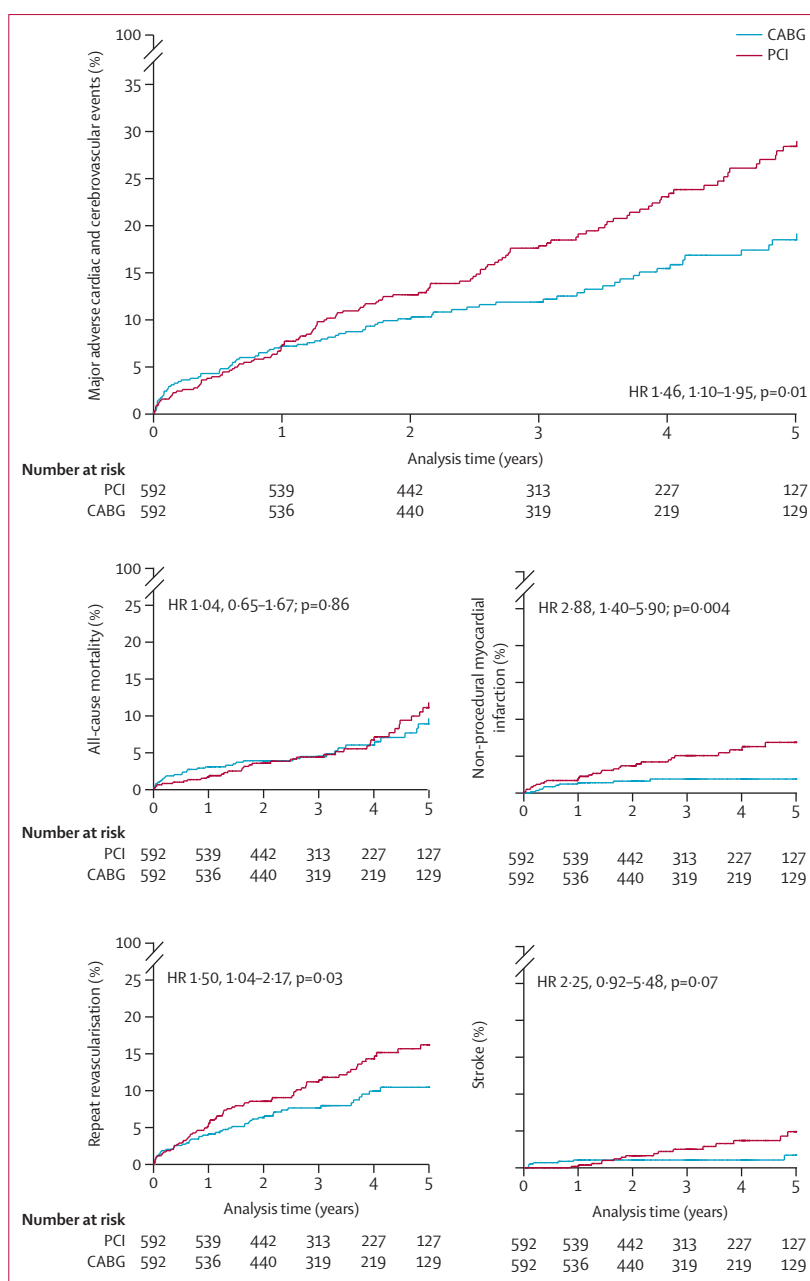 CABG
PCI
Major adverse cardiac and cerebrovascular events (%)
100
35
30
25
20
15
10
5
0
HR 1·46, 1·10–1·95, p=0·01
0 1 2 3 4 5
Analysis time (years)
Number at risk
PCI 592 539 442 313 227 127
CABG 592 536 440 319 219 129
All-cause mortality (%)
100
25
20
15
10
5
0
HR 1·04, 0·65–1·67; p=0·86
0 1 2 3 4 5
Non-procedural myocardial
infarction (%)
HR 2·88, 1·40–5·90; p=0·004
0 1 2 3 4 5
Number at risk
PCI 592 539 442 313 227 127
CABG 592 536 440 319 219 129
592 539 442 313 227 127
592 536 440 319 219 129
Repeat revascularisation (%)
100
25
20
15
10
5
0
HR 1·50, 1·04–2·17, p=0·03
0 1 2 3 4 5
Analysis time (years)
Stroke (%)
HR 2·25, 0·92–5·48, p=0·07
0 1 2 3 4 5
Analysis time (years)
Number at risk
PCI 592 539 442 313 227 127
CABG 592 536 440 319 219 129
592 539 442 313 227 127
592 536 440 319 219 129